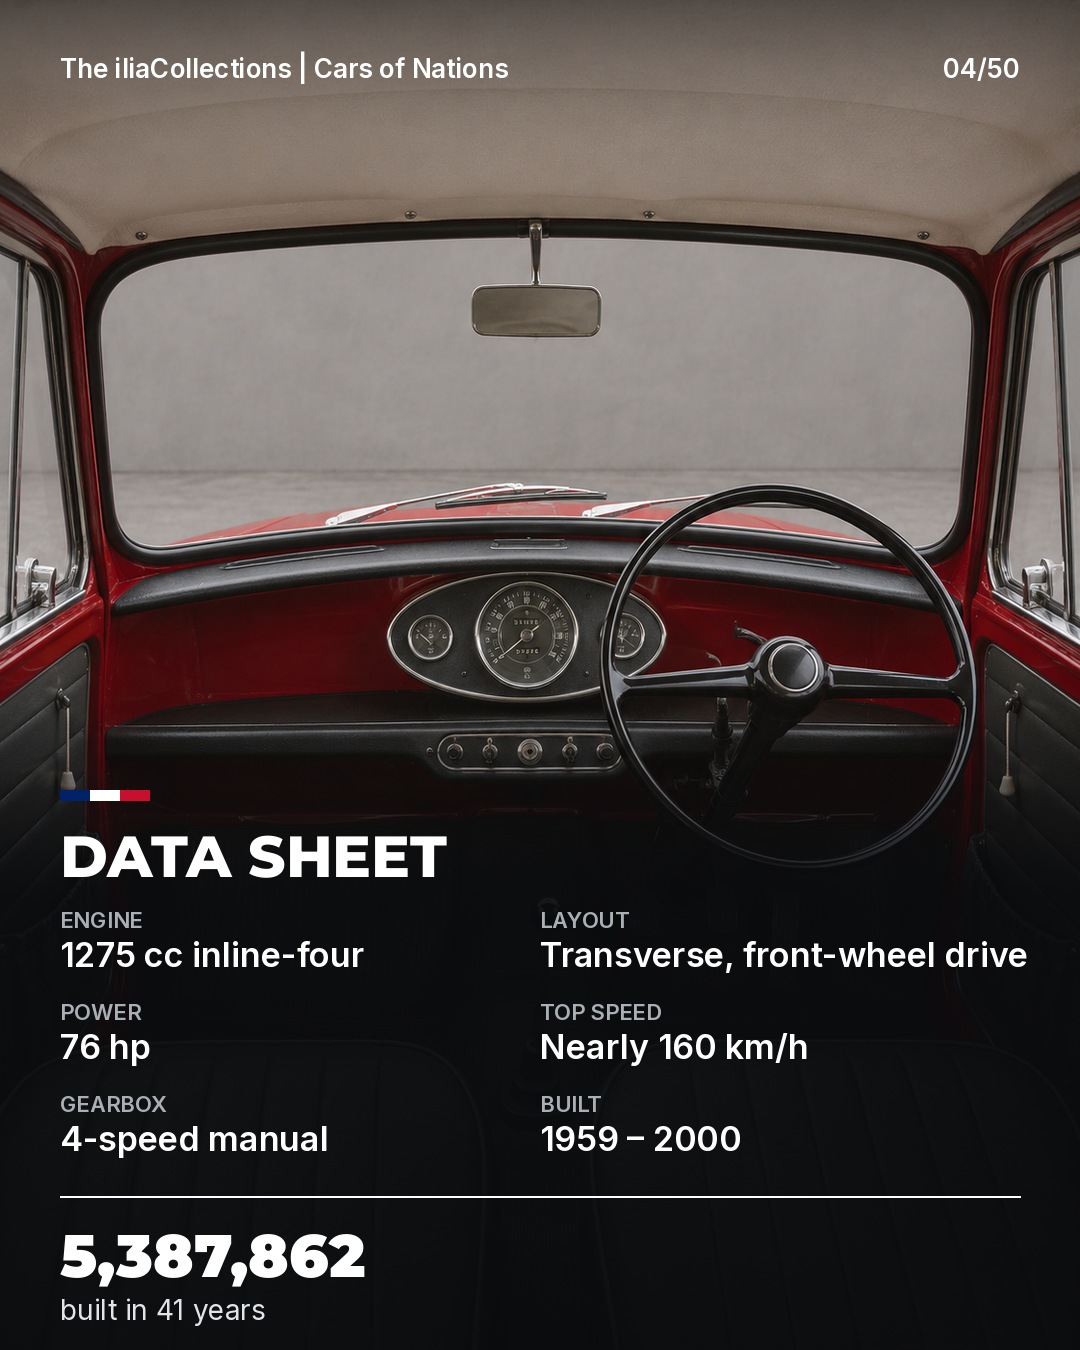 The iliaCollections | Cars of Nations
04/50
DATA SHEET
ENGINE
1275 cc inline-four
LAYOUT
Transverse, front-wheel drive
POWER
76 hp
TOP SPEED
Nearly 160 km/h
GEARBOX
4-speed manual
BUILT
1959 – 2000
5,387,862
built in 41 years